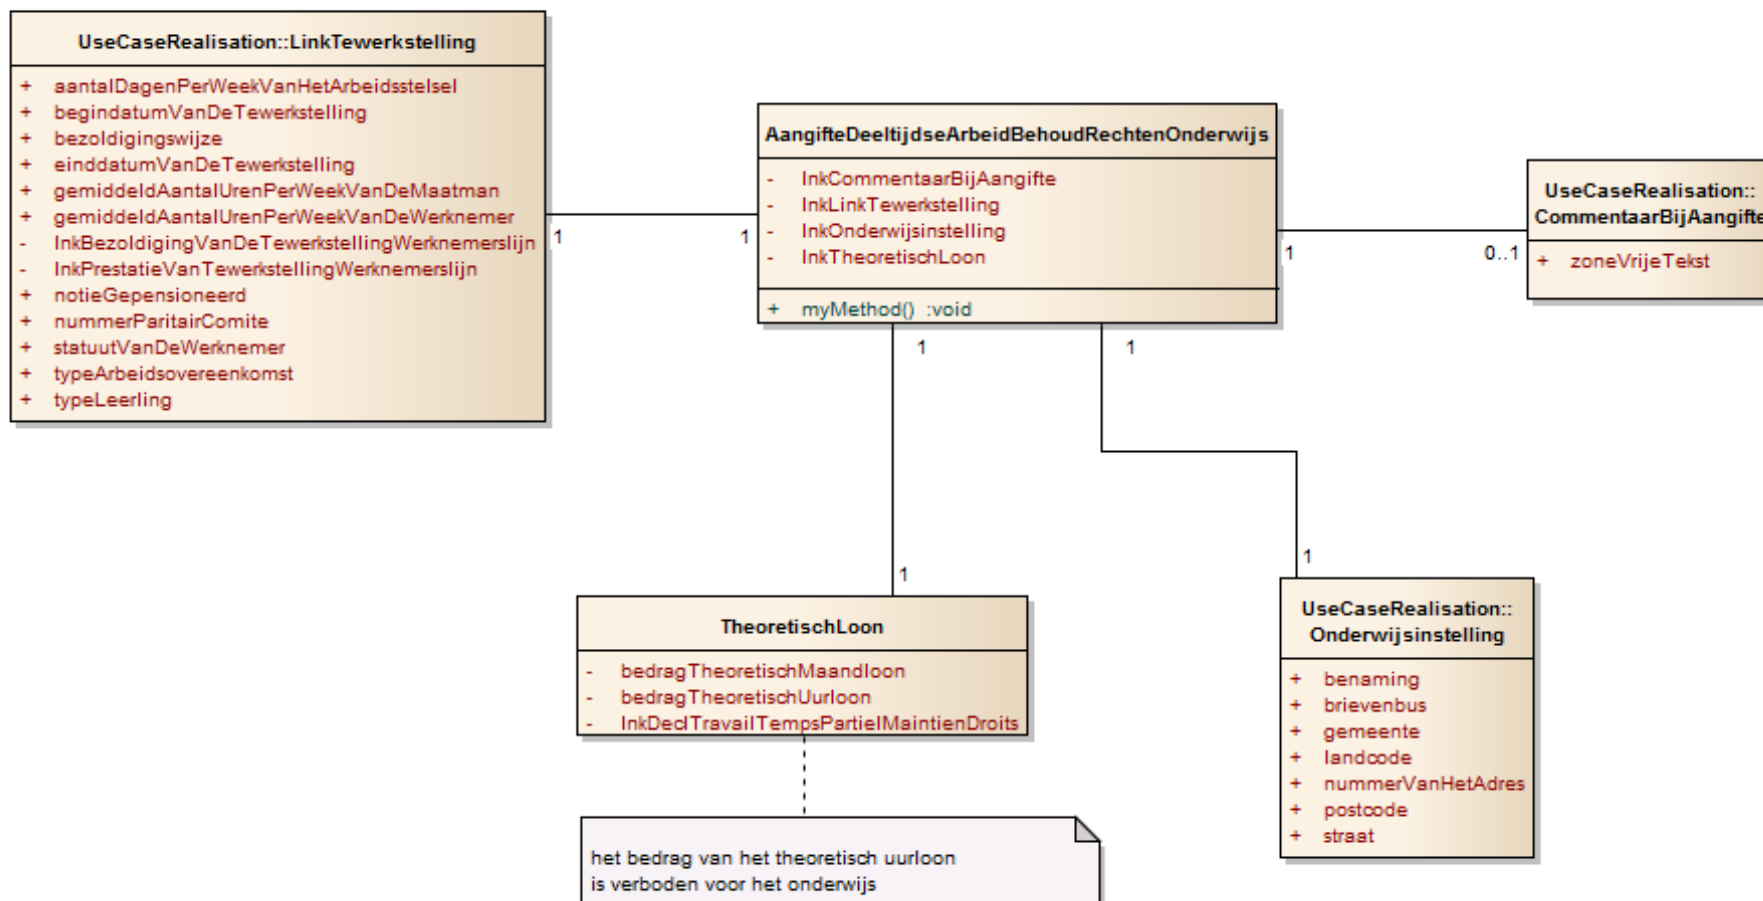 UseCaseRealisation::LinkTewerkstelling
+ aantalDagenPerWeekVanHetArbeidsstelsel
+ begindatumVanDeTewerkstelling
+ bezoldigingswijze
+ einddatumVanDeTewerkstelling
+ gemiddeldAantalUrenPerWeekVanDeMaatman
+ gemiddeldAantalUrenPerWeekVanDeWerknemer
- lnkBezoldigingVanDeTewerkstellingWerknemerslijn
- lnkPrestatieVanTewerkstellingWerknemerslijn
+ notieGepensioneerd
+ nummerParitairComite
+ statuutVanDeWerknemer
+ typeArbeidsovereenkomst
+ typeLeerling
1
1
AangifteDeeltijdseArbeidBehoudRechtenOnderwijs
- lnkCommentaarBijAangifte
- lnkLinkTewerkstelling
- lnkOnderwijsinstelling
- lnkTheoretischLoon
+ myMethod() :void
1
0..1
UseCaseRealisation::
CommentaarBijAangifte
+ zoneVrijeTekst
1
1
1
1
TheoretischLoon
- bedragTheoretischMaandloon
- bedragTheoretischUurloon
- lnkDeclTravailTempsPartielMaintienDroits
het bedrag van het theoretisch uurloon
is verboden voor het onderwijs
UseCaseRealisation::
Onderwijsinstelling
+ benaming
+ brievenbus
+ gemeente
+ landcode
+ nummerVanHetAdres
+ postcode
+ straat